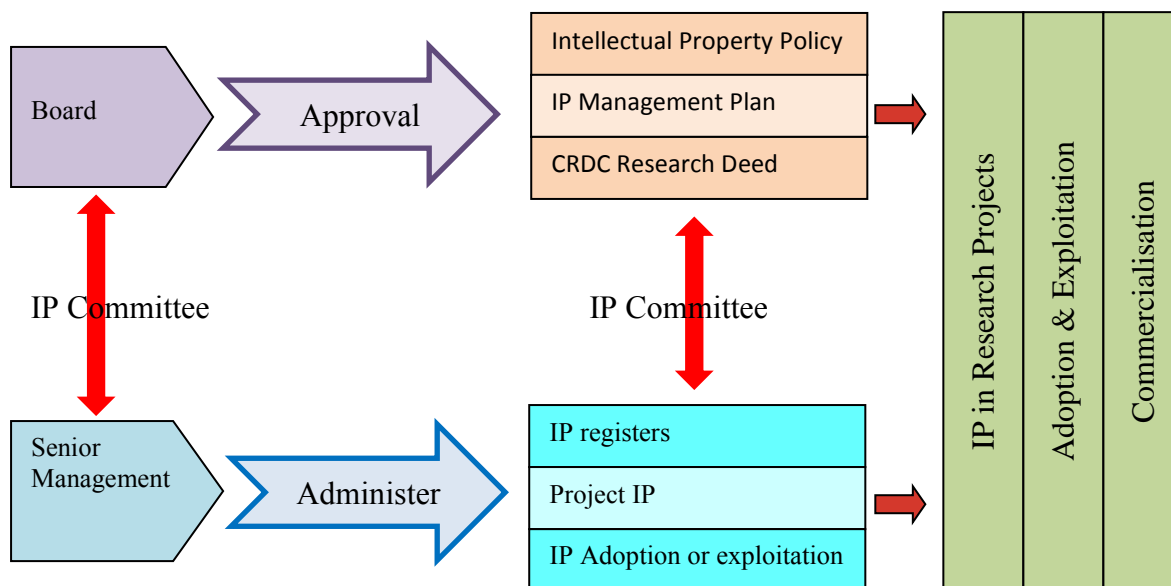 Board
Approval
Intellectual Property Policy
IP Management Plan
CRDC Research Deed
IP Committee
IP Committee
Senior
Management
Administer
IP registers
Project IP
IP Adoption or exploitation
IP in Research Projects
Adoption & Exploitation
Commercialisation